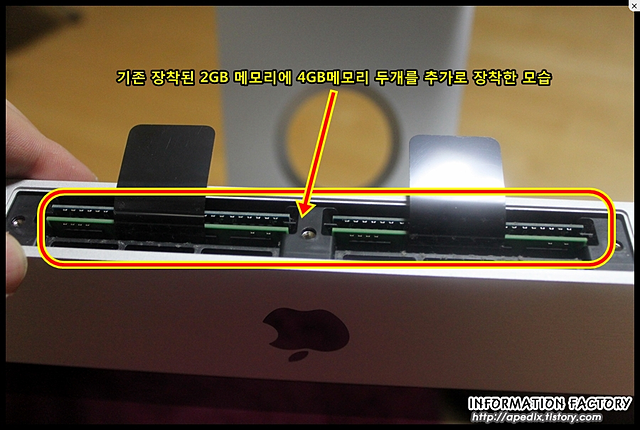 기존 장착된 2GB 메모리에 4GB메모리 두개를 추가로 장착한 모습
INFORMATION FACTORY
http://apedix.tistory.com